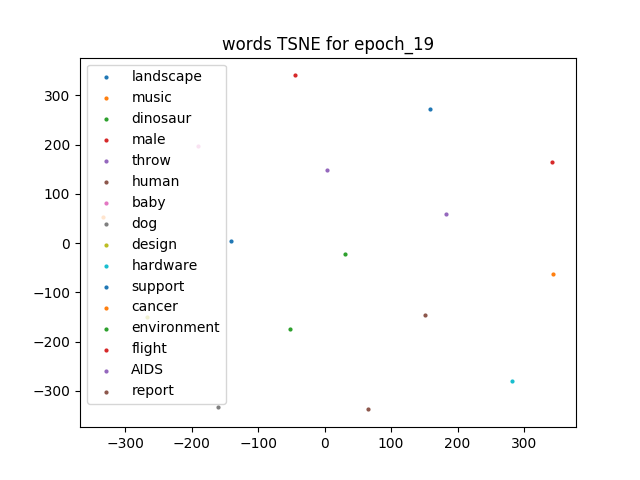 words TSNE for epoch_19
landscape
music
dinosaur
male
throw
human
baby
dog
design
hardware
support
cancer
environment
flight
AIDS
report
300
200
100
0
−100
−200
−300
−300 −200 −100 0 100 200 300